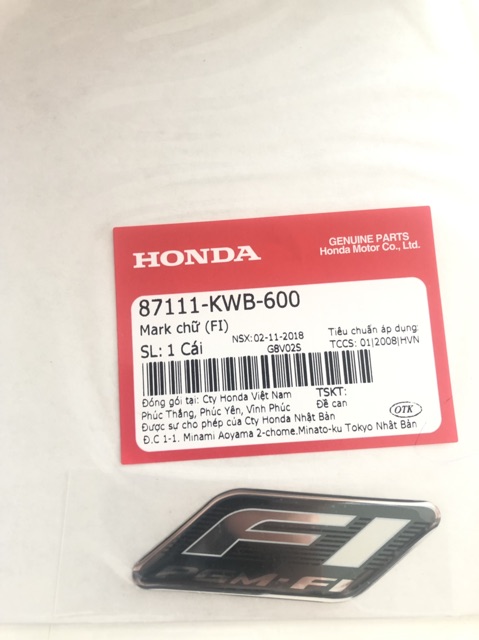 HONDA
GENUINE PARTS
Honda Motor Co., Ltd.
87111-KWB-600
Mark chữ (FI)
SL: 1 Cái
NSX: 02-11-2018
G8V02S
Tiêu chuẩn áp dụng:
TCCS: 01|2008|HVN
Đóng gói tại: Cty Honda Việt Nam
Phúc Thắng, Phúc Yên, Vĩnh Phúc
TSKT:
Đề can
Được sự cho phép của Cty Honda Nhật Bản
Đ.C 1-1. Minami Aoyama 2-chome.Minato-ku Tokyo Nhật Bản
OTK
FI
PGM-FI